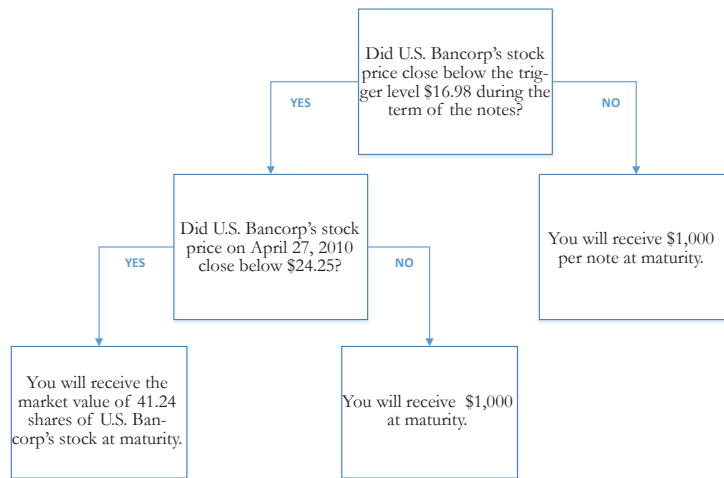 Did U.S. Bancorp's stock
price close below the trig-
ger level $16.98 during the
term of the notes?
YES
NO
Did U.S. Bancorp's stock
price on April 27, 2010
close below $24.25?
You will receive $1,000
per note at maturity.
YES
NO
You will receive the
market value of 41.24
shares of U.S. Ban-
corp's stock at maturity.
You will receive $1,000
at maturity.